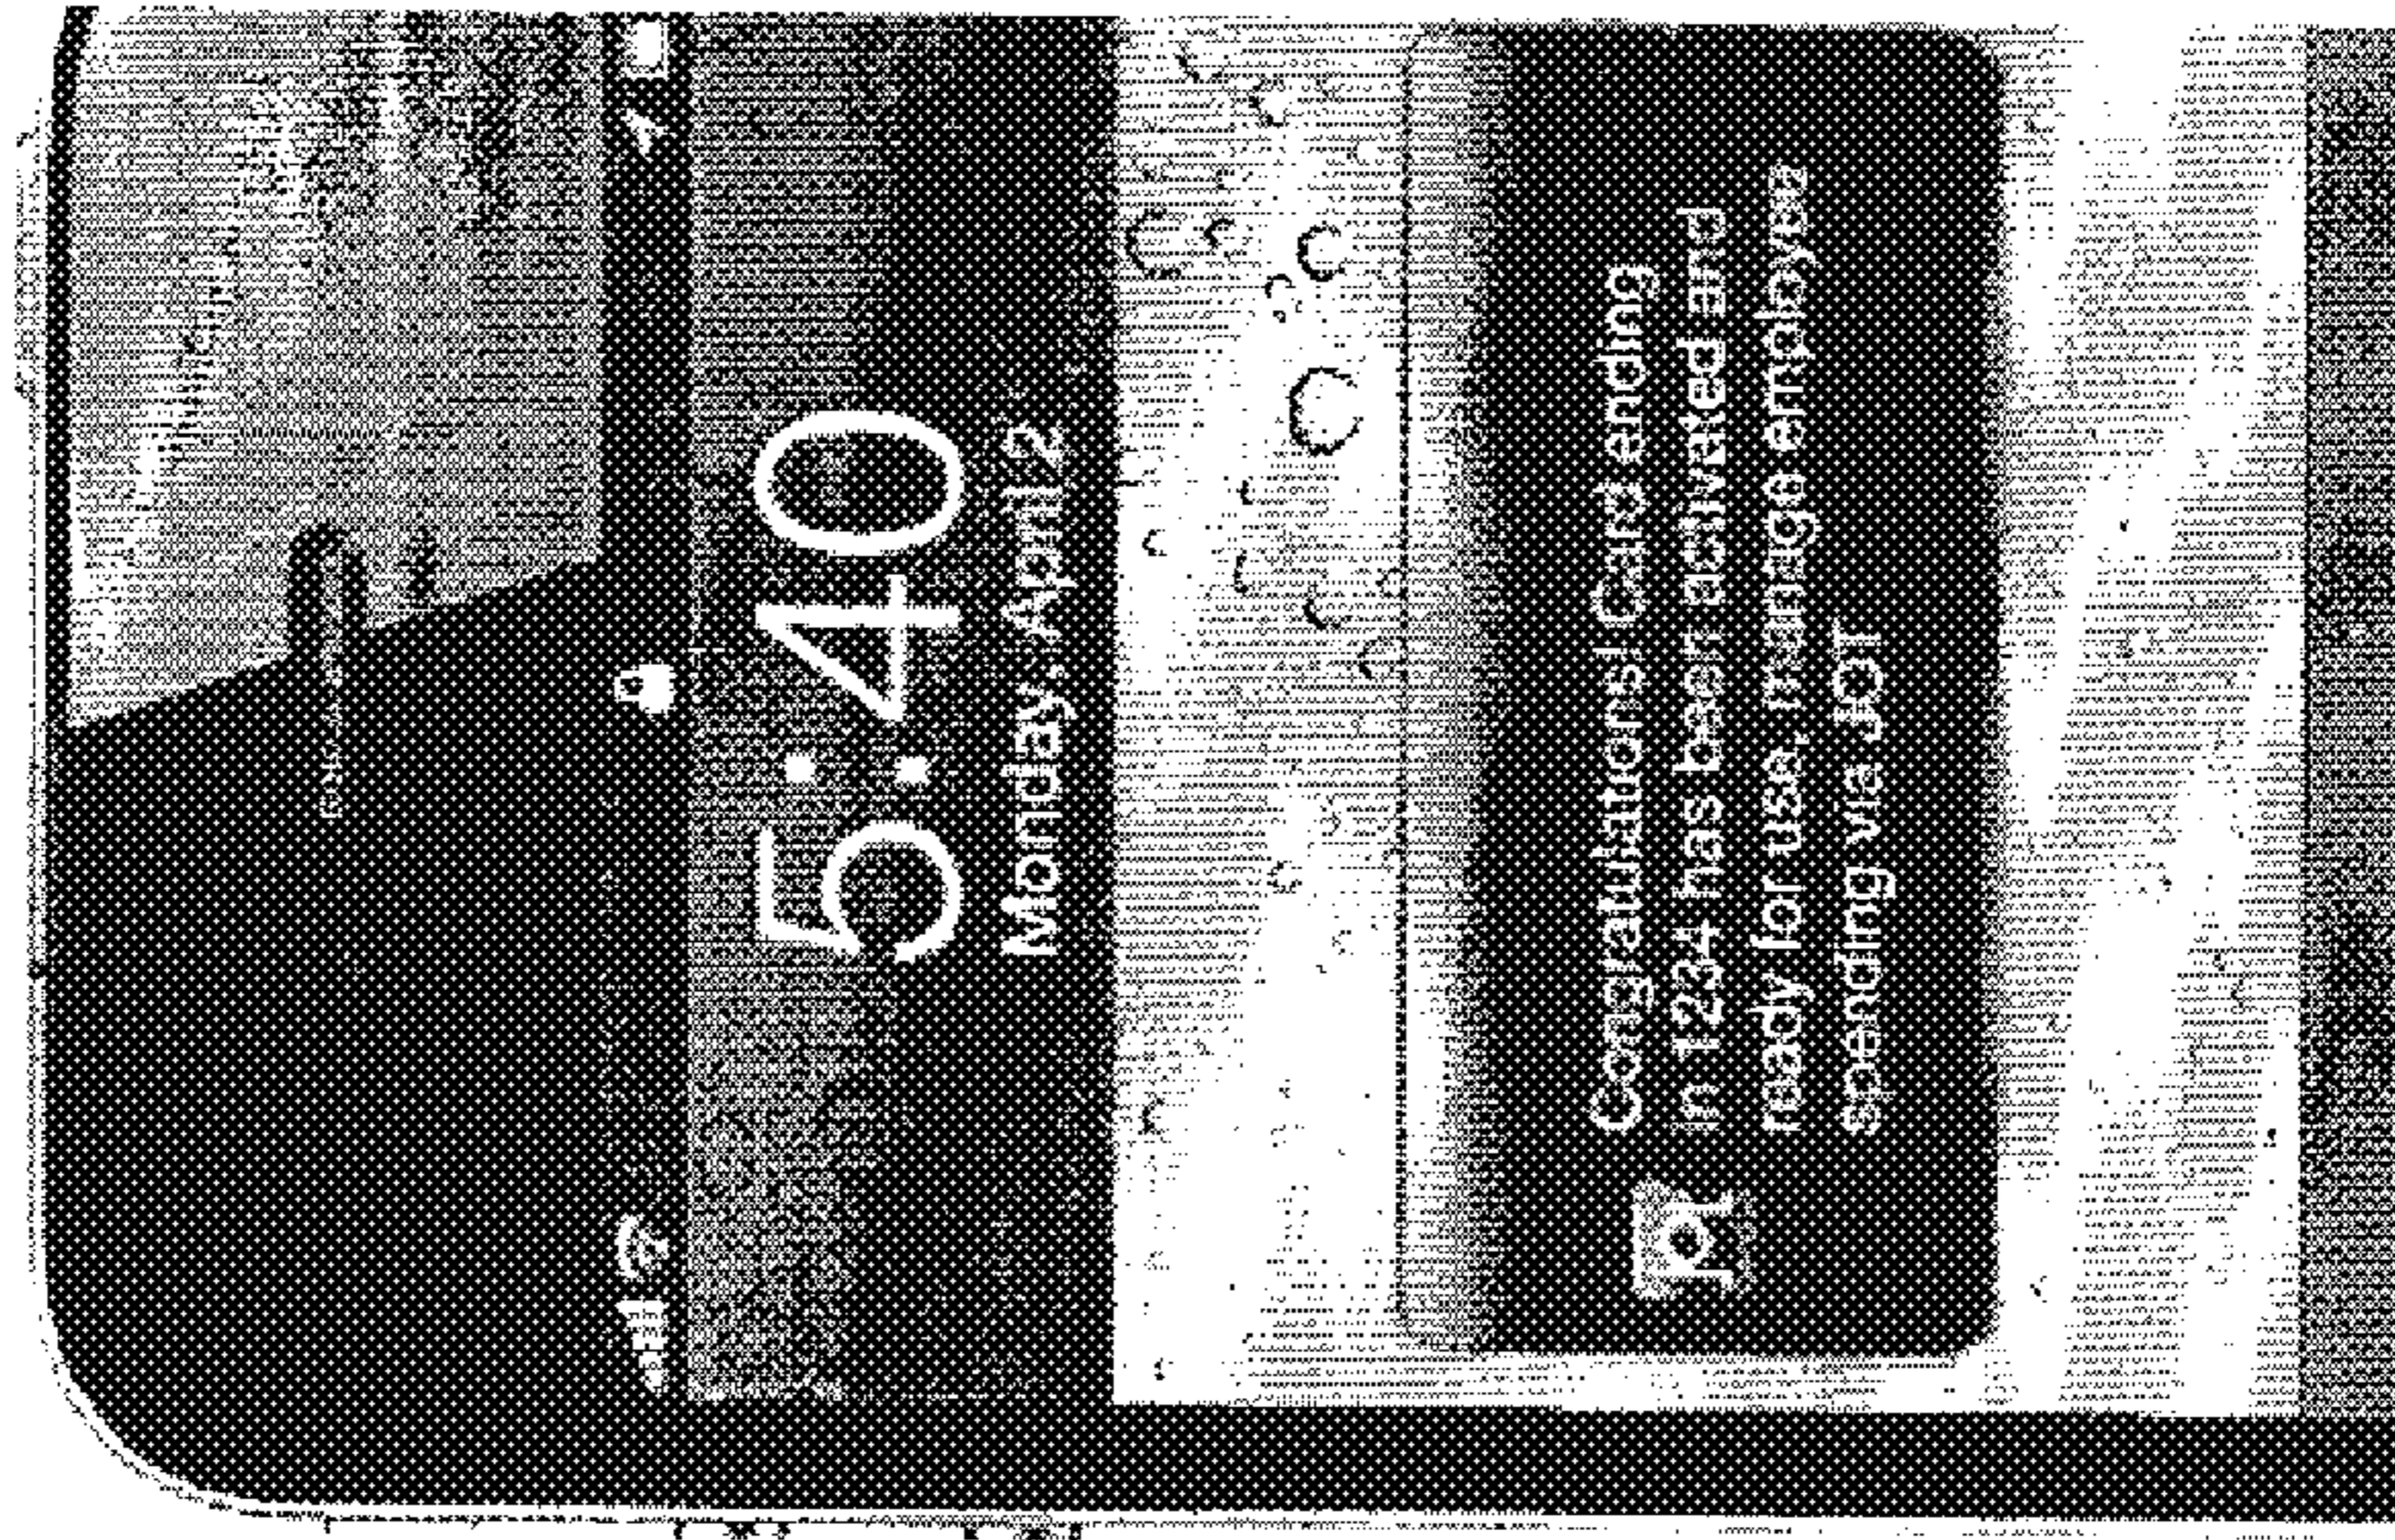 5:40
Monday, April 2
Congratulations! Card ending
in 1234 has been activated and
ready for use, manage employee
spending via JOT
jot